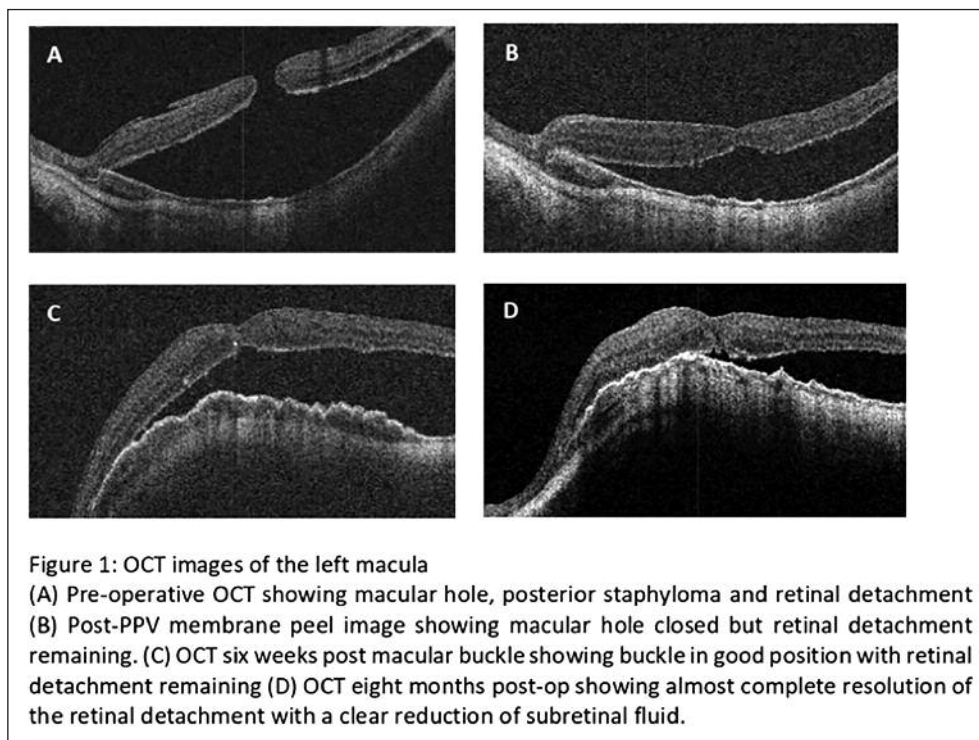 A
B
C
D
Figure 1: OCT images of the left macula
(A) Pre-operative OCT showing macular hole, posterior staphyloma and retinal detachment
(B) Post-PPV membrane peel image showing macular hole closed but retinal detachment
remaining. (C) OCT six weeks post macular buckle showing buckle in good position with retinal
detachment remaining (D) OCT eight months post-op showing almost complete resolution of
the retinal detachment with a clear reduction of subretinal fluid.